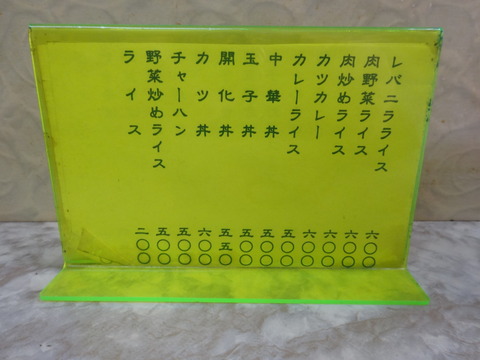 レバニラライス 六〇〇
肉野菜ライス 六〇〇
肉炒めライス 六〇〇
カツカレー 六〇〇
カレーライス 五〇〇
中華丼 五〇〇
玉子丼 五〇〇
開化丼 五五〇
カツ丼 六〇〇
チャーハン 五〇〇
野菜炒めライス 五〇〇
ライス 二〇〇